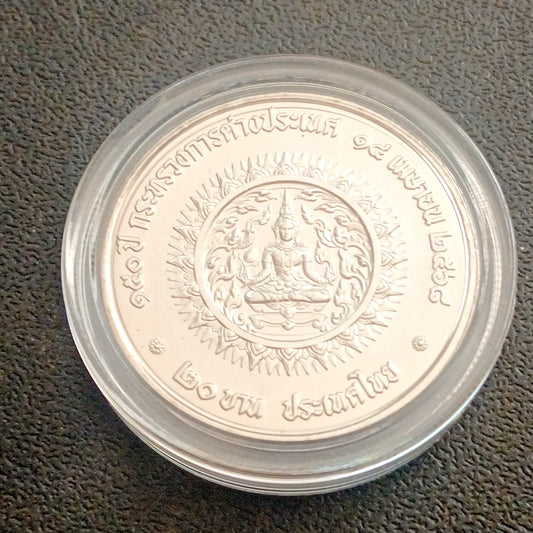 ๑๕๐ ปี กระทรวงการต่างประเทศ ๑๔ เมษายน ๒๕๖๘
๒๐ บาท ประเทศไทย